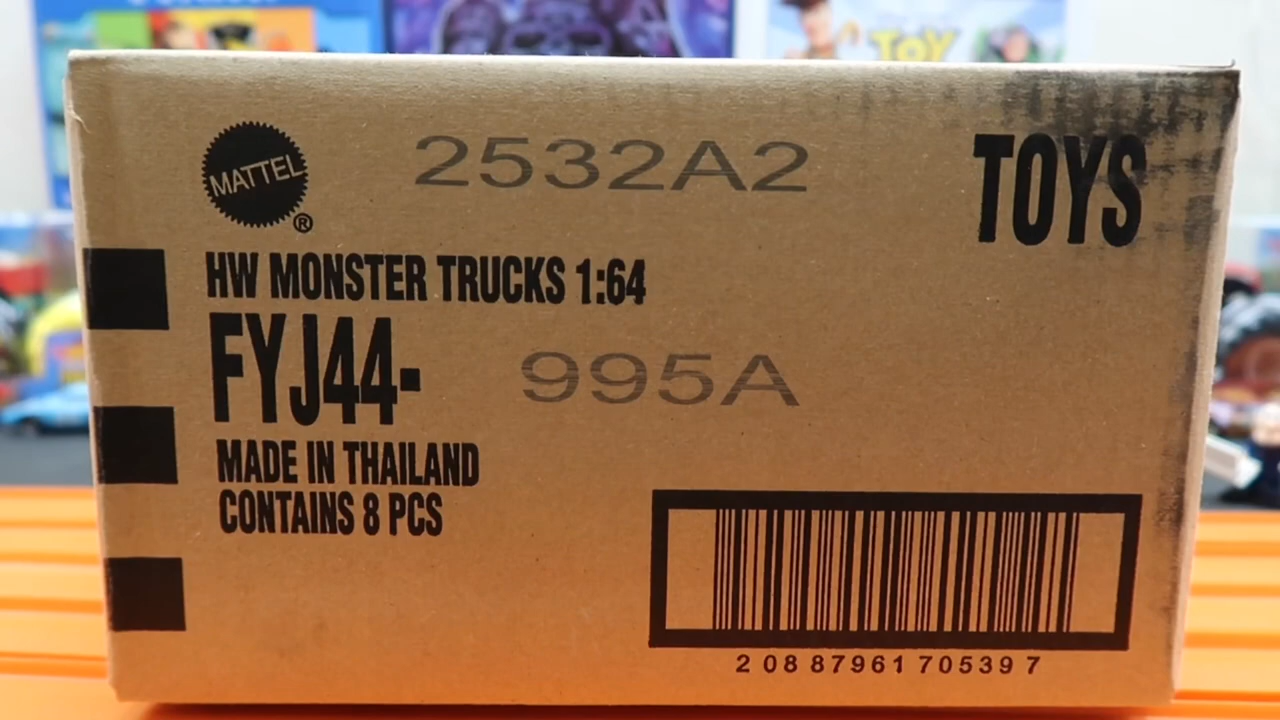 TOY
MATTEL
®
2532A2
TOYS
HW MONSTER TRUCKS 1:64
FYJ44-
995A
MADE IN THAILAND
CONTAINS 8 PCS
2 08 87961 70539 7